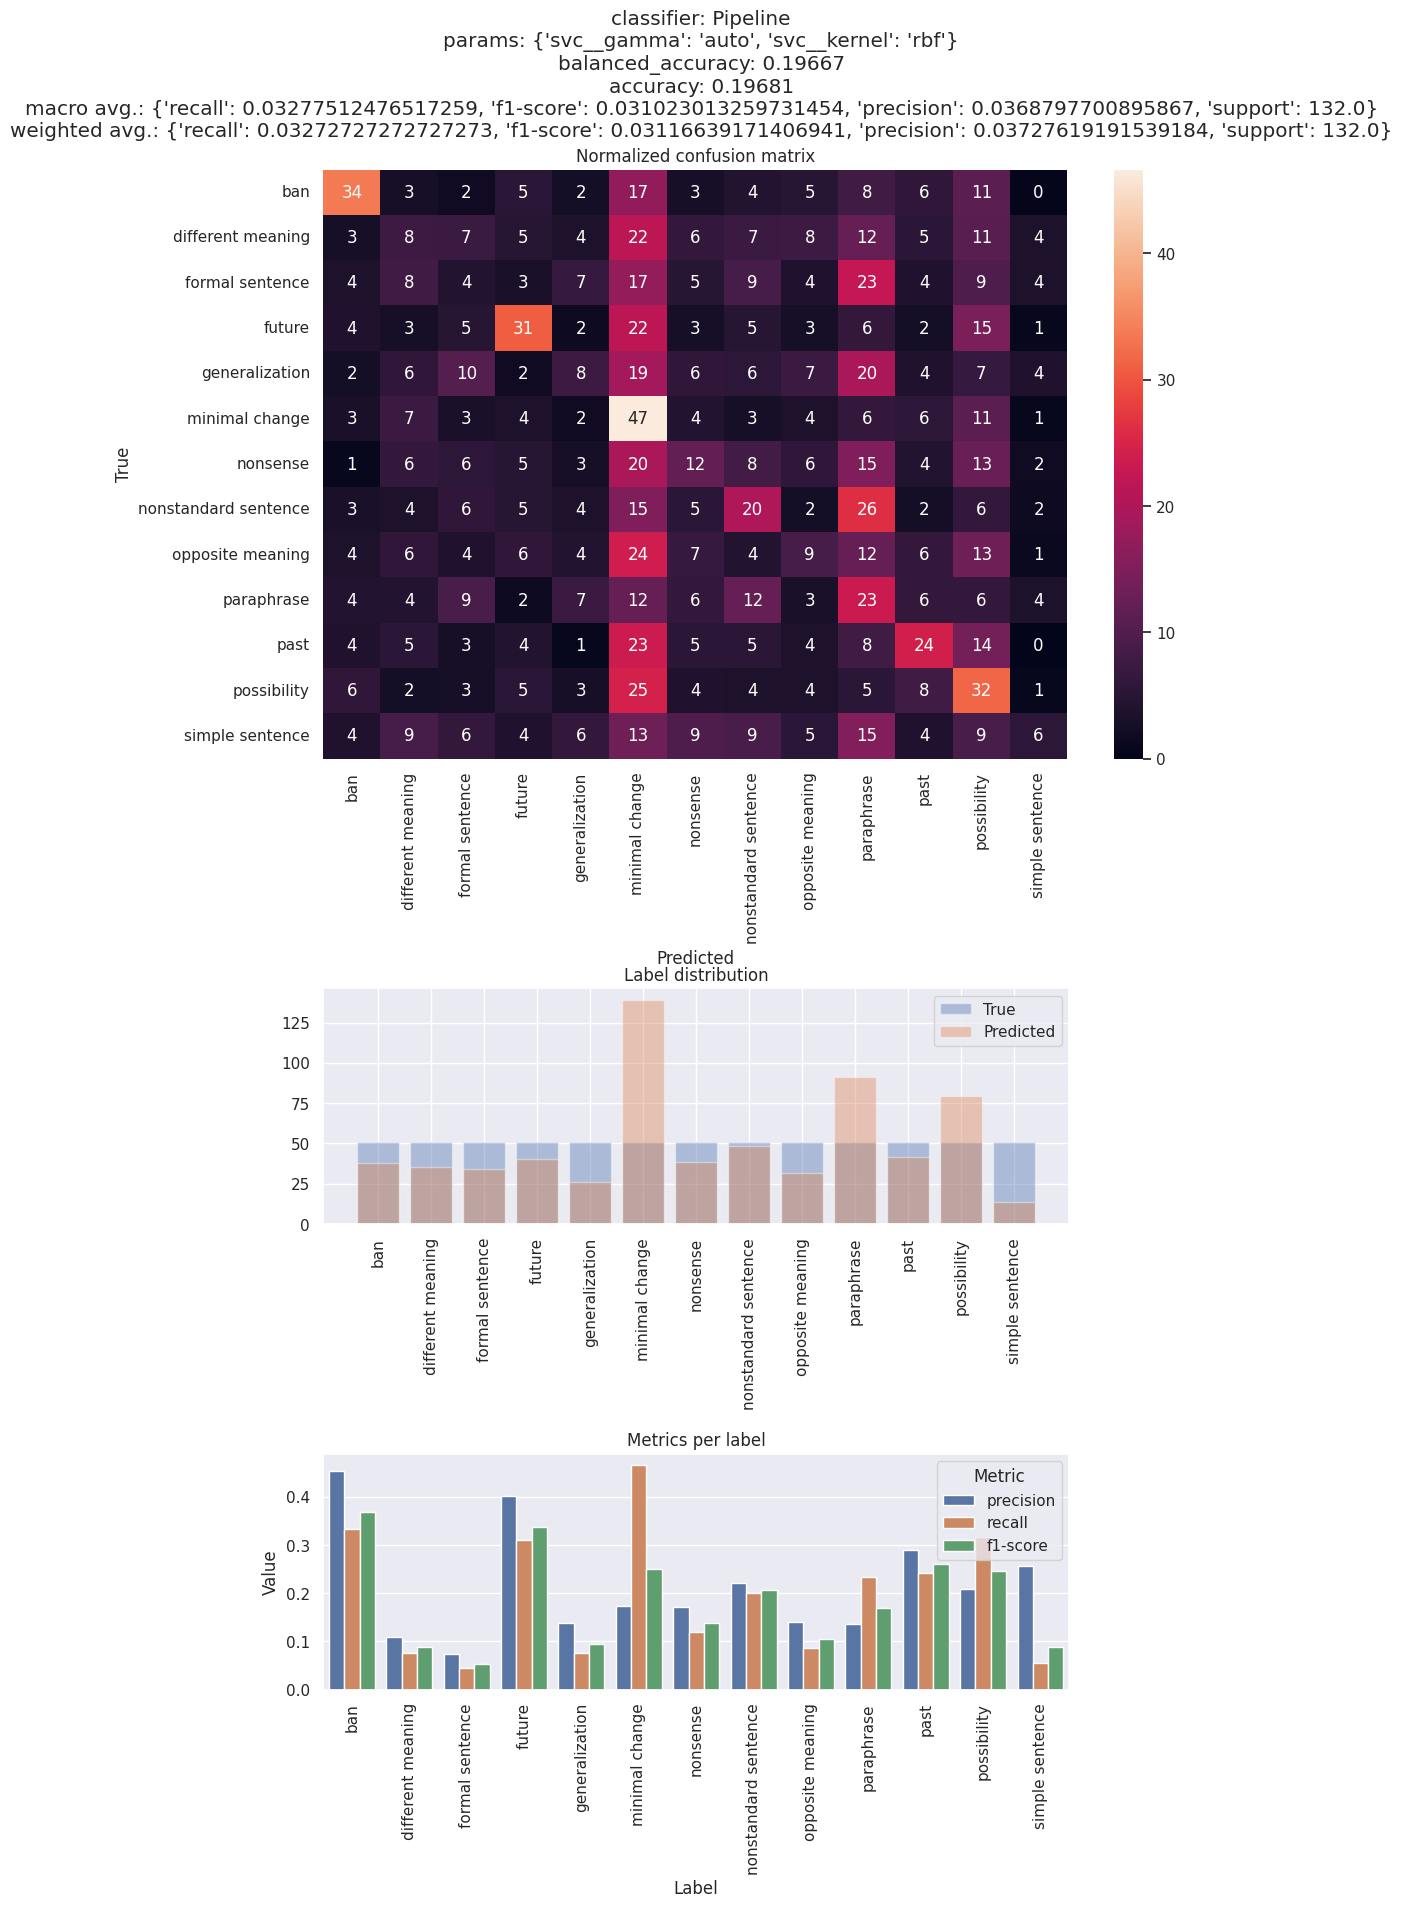 classifier: Pipeline
params: {'svc__gamma': 'auto', 'svc__kernel': 'rbf'}
balanced_accuracy: 0.19667
accuracy: 0.19681
macro avg.: {'recall': 0.03277512476517259, 'f1-score': 0.031023013259731454, 'precision': 0.0368797700895867, 'support': 132.0}
weighted avg.: {'recall': 0.03272727272727273, 'f1-score': 0.03116639171406941, 'precision': 0.03727619191539184, 'support': 132.0}
Normalized confusion matrix
ban 34 3 2 5 2 17 3 4 5 8 6 11 0
different meaning 3 8 7 5 4 22 6 7 8 12 5 11 4
formal sentence 4 8 4 3 7 17 5 9 4 23 4 9 4
future 4 3 5 31 2 22 3 5 3 6 2 15 1
generalization 2 6 10 2 8 19 6 6 7 20 4 7 4
minimal change 3 7 3 4 2 47 4 3 4 6 6 11 1
nonsense 1 6 6 5 3 20 12 8 6 15 4 13 2
nonstandard sentence 3 4 6 5 4 15 5 20 2 26 2 6 2
opposite meaning 4 6 4 6 4 24 7 4 9 12 6 13 1
paraphrase 4 4 9 2 7 12 6 12 3 23 6 6 4
past 4 5 3 4 1 23 5 5 4 8 24 14 0
possibility 6 2 3 5 3 25 4 4 4 5 8 32 1
simple sentence 4 9 6 4 6 13 9 9 5 15 4 9 6
True
40
30
20
10
0
ban
different meaning
formal sentence
future
generalization
minimal change
nonsense
nonstandard sentence
opposite meaning
paraphrase
past
possibility
simple sentence
Predicted
Label distribution
True
Predicted
125
100
75
50
25
0
ban
different meaning
formal sentence
future
generalization
minimal change
nonsense
nonstandard sentence
opposite meaning
paraphrase
past
possibility
simple sentence
Metrics per label
Metric
precision
recall
f1-score
Value
0.4
0.3
0.2
0.1
0.0
ban
different meaning
formal sentence
future
generalization
minimal change
nonsense
nonstandard sentence
opposite meaning
paraphrase
past
possibility
simple sentence
Label